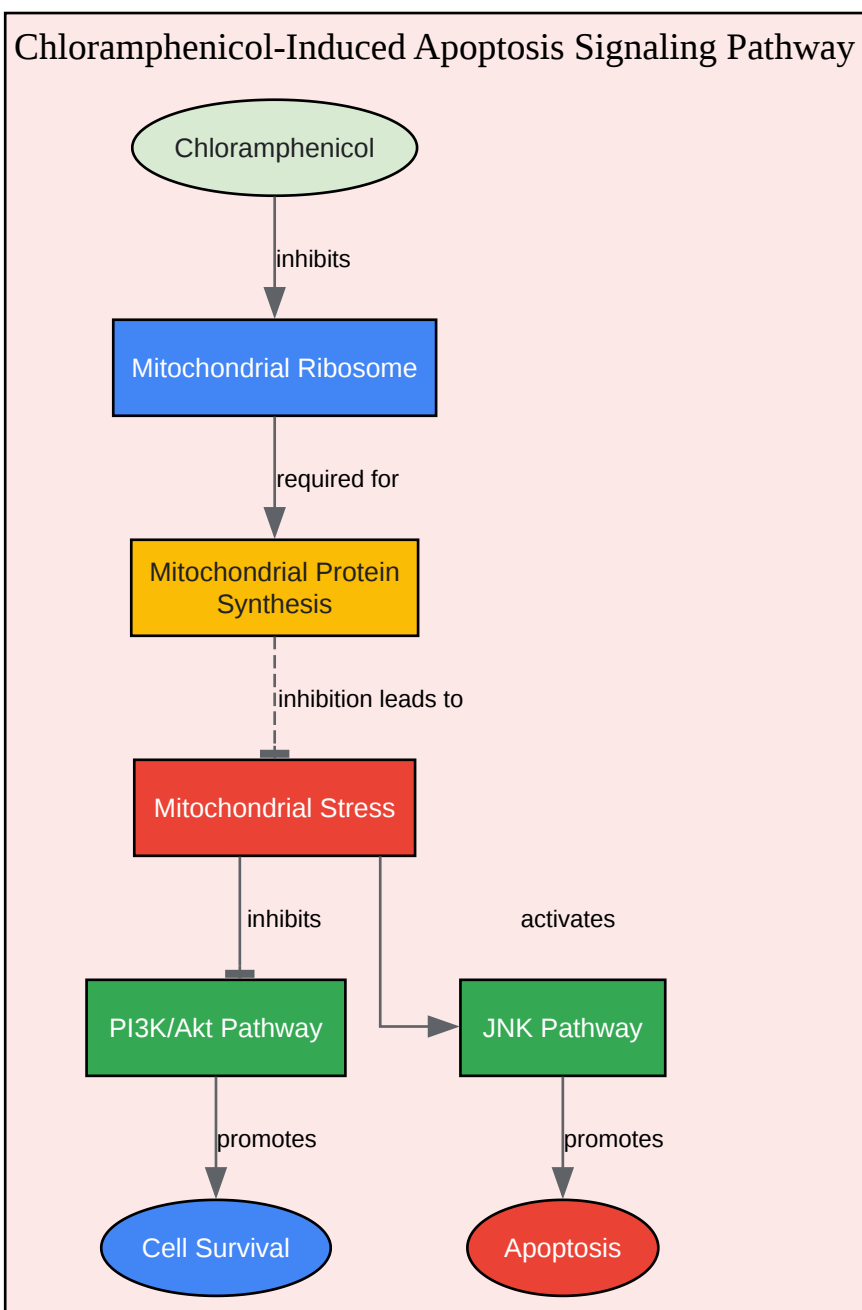 Chloramphenicol-Induced Apoptosis Signaling Pathway
Chloramphenicol
inhibits
Mitochondrial Ribosome
required for
Mitochondrial Protein
Synthesis
inhibition leads to
Mitochondrial Stress
inhibits
activates
PI3K/Akt Pathway
JNK Pathway
promotes
promotes
Cell Survival
Apoptosis